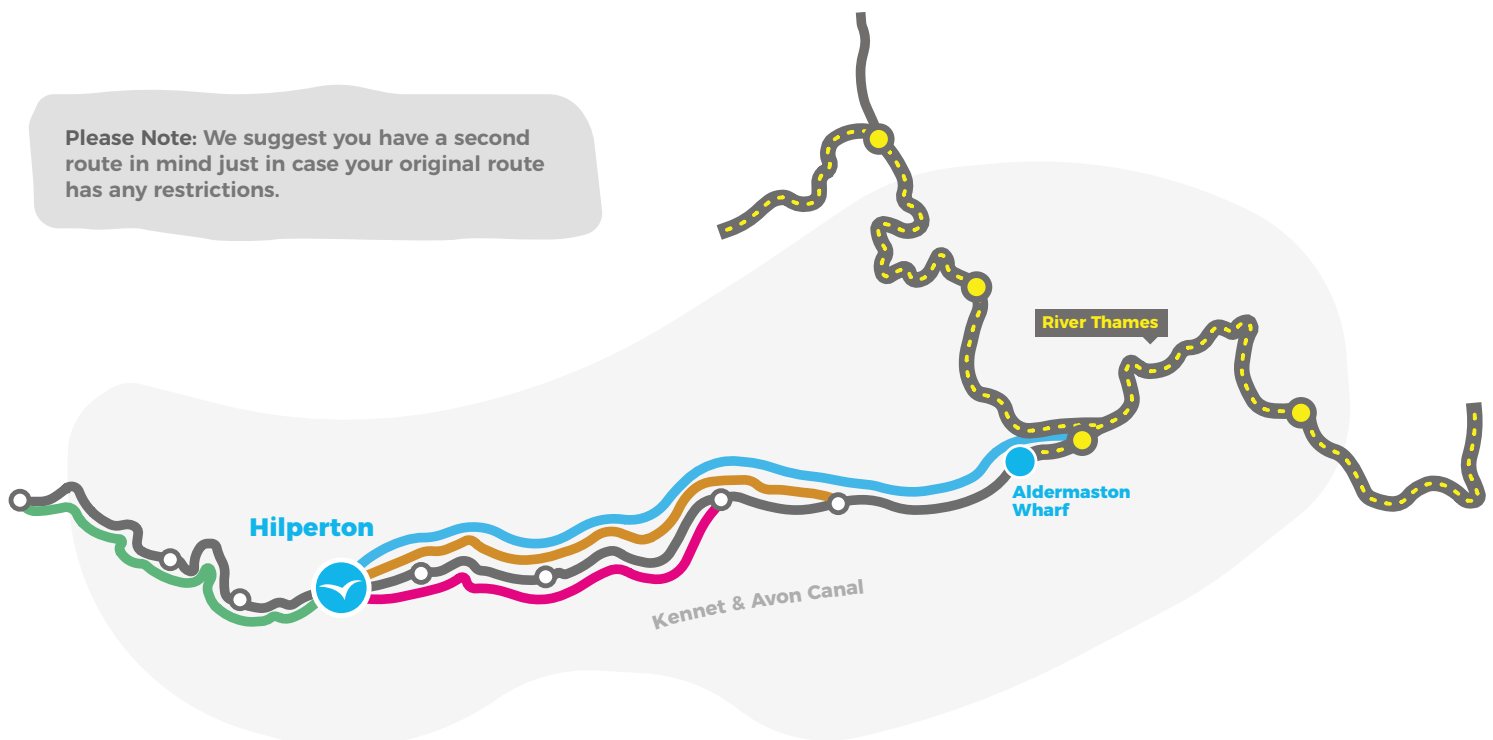 Please Note: We suggest you have a second
route in mind just in case your original route
has any restrictions.
River Thames
Aldermaston
Wharf
Hilperton
Kennet & Avon Canal